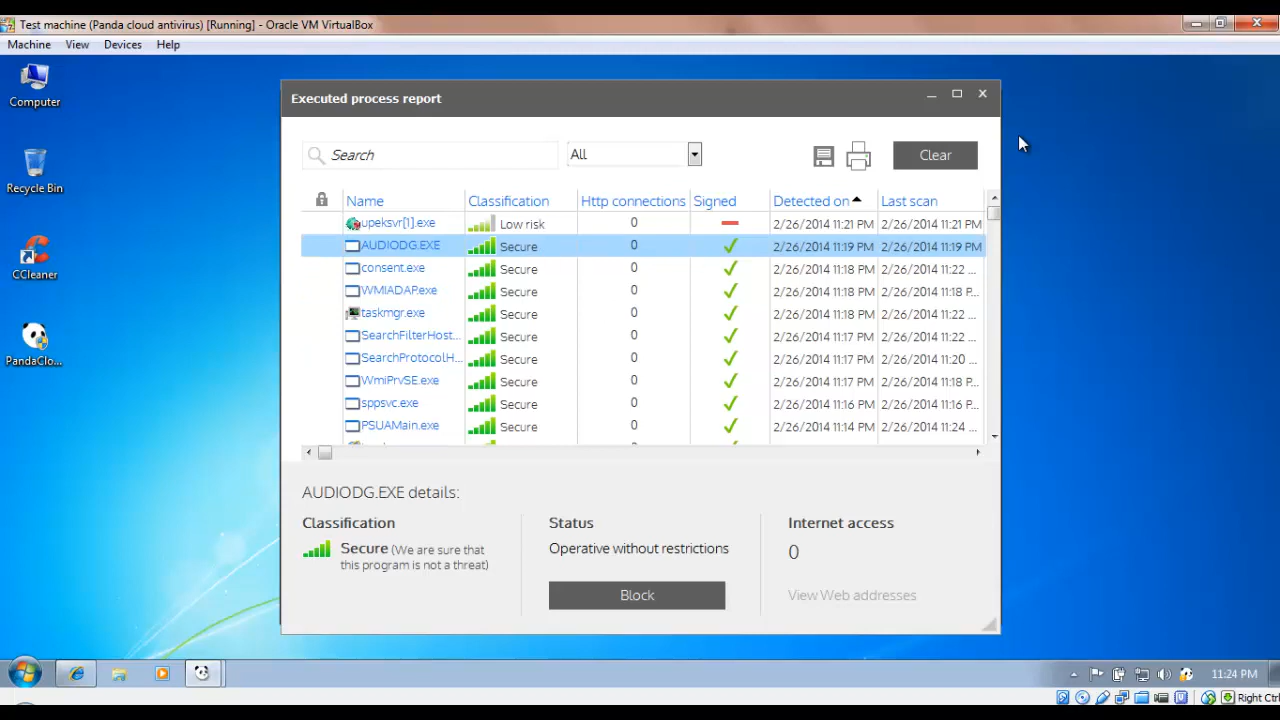 Test machine (Panda cloud antivirus) [Running] - Oracle VM VirtualBox
Machine View Devices Help
Computer
Recycle Bin
CCleaner
PandaClo...
Executed process report
Search All Clear
Name Classification Http connections Signed Detected on Last scan
upeksvr[1].exe Low risk 0 2/26/2014 11:21 PM 2/26/2014 11:21 PM
AUDIODG.EXE Secure 0 2/26/2014 11:19 PM 2/26/2014 11:19 PM
consent.exe Secure 0 2/26/2014 11:18 PM 2/26/2014 11:22 ...
WMIADAP.exe Secure 0 2/26/2014 11:18 PM 2/26/2014 11:18 P...
taskmgr.exe Secure 0 2/26/2014 11:18 PM 2/26/2014 11:22 ...
SearchFilterHost... Secure 0 2/26/2014 11:17 PM 2/26/2014 11:22 ...
SearchProtocolH... Secure 0 2/26/2014 11:17 PM 2/26/2014 11:20 ...
WmiPrvSE.exe Secure 0 2/26/2014 11:17 PM 2/26/2014 11:18 P...
sppsvc.exe Secure 0 2/26/2014 11:16 PM 2/26/2014 11:16 P...
PSUAMain.exe Secure 0 2/26/2014 11:14 PM 2/26/2014 11:24 ...
AUDIODG.EXE details:
Classification Status Internet access
Secure (We are sure that
this program is not a threat)
Operative without restrictions
0
Block
View Web addresses
11:24 PM
Right Ctrl